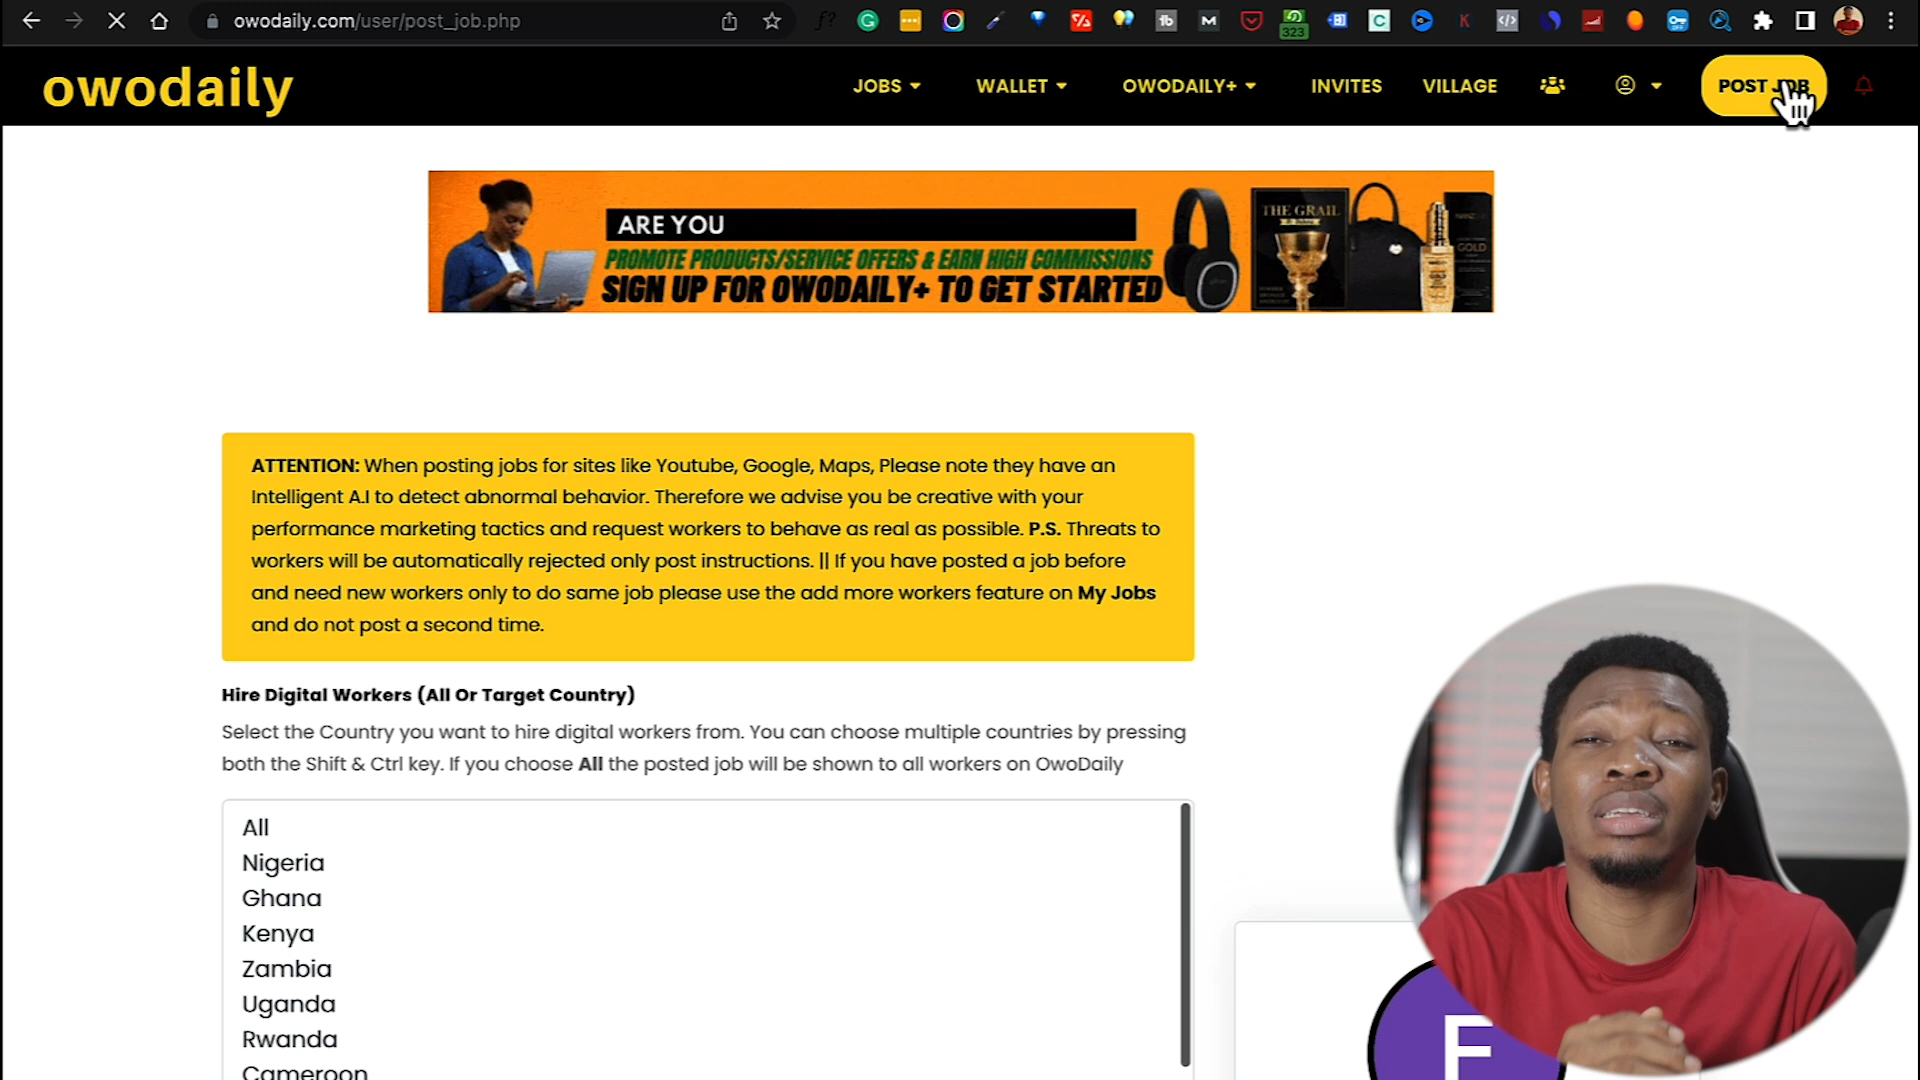 owodaily.com/user/post_job.php
323
owodaily
JOBS
WALLET
OWODAILY+
INVITES
VILLAGE
POST JOB
ARE YOU
PROMOTE PRODUCTS/SERVICE OFFERS & EARN HIGH COMMISSIONS
SIGN UP FOR OWODAILY+ TO GET STARTED
THE GRAIL
GOLD
ATTENTION: When posting jobs for sites like Youtube, Google, Maps, Please note they have an
Intelligent A.I to detect abnormal behavior. Therefore we advise you be creative with your
performance marketing tactics and request workers to behave as real as possible. P.S. Threats to
workers will be automatically rejected only post instructions. || If you have posted a job before
and need new workers only to do same job please use the add more workers feature on My Jobs
and do not post a second time.
Hire Digital Workers (All Or Target Country)
Select the Country you want to hire digital workers from. You can choose multiple countries by pressing
both the Shift & Ctrl key. If you choose All the posted job will be shown to all workers on OwoDaily
All
Nigeria
Ghana
Kenya
Zambia
Uganda
Rwanda
Cameroon